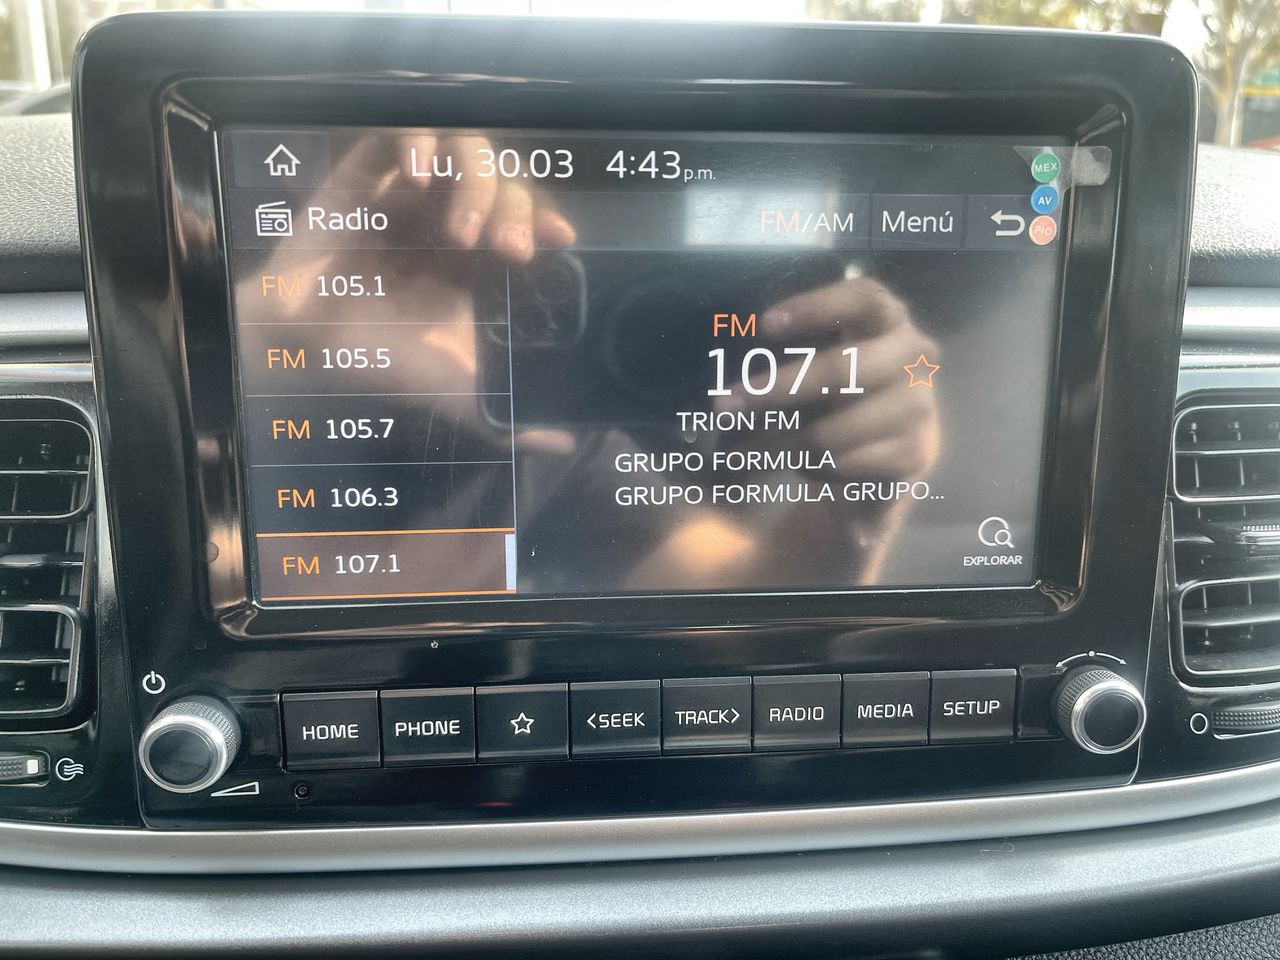 Lu, 30.03 4:43 p.m.
MEX
AV
PIO
Radio
FM/AM Menú
FM 105.1
FM 105.5
FM 105.7
FM 106.3
FM 107.1
FM
107.1
TRION FM
GRUPO FORMULA
GRUPO FORMULA GRUPO...
EXPLORAR
HOME PHONE <SEEK TRACK> RADIO MEDIA SETUP